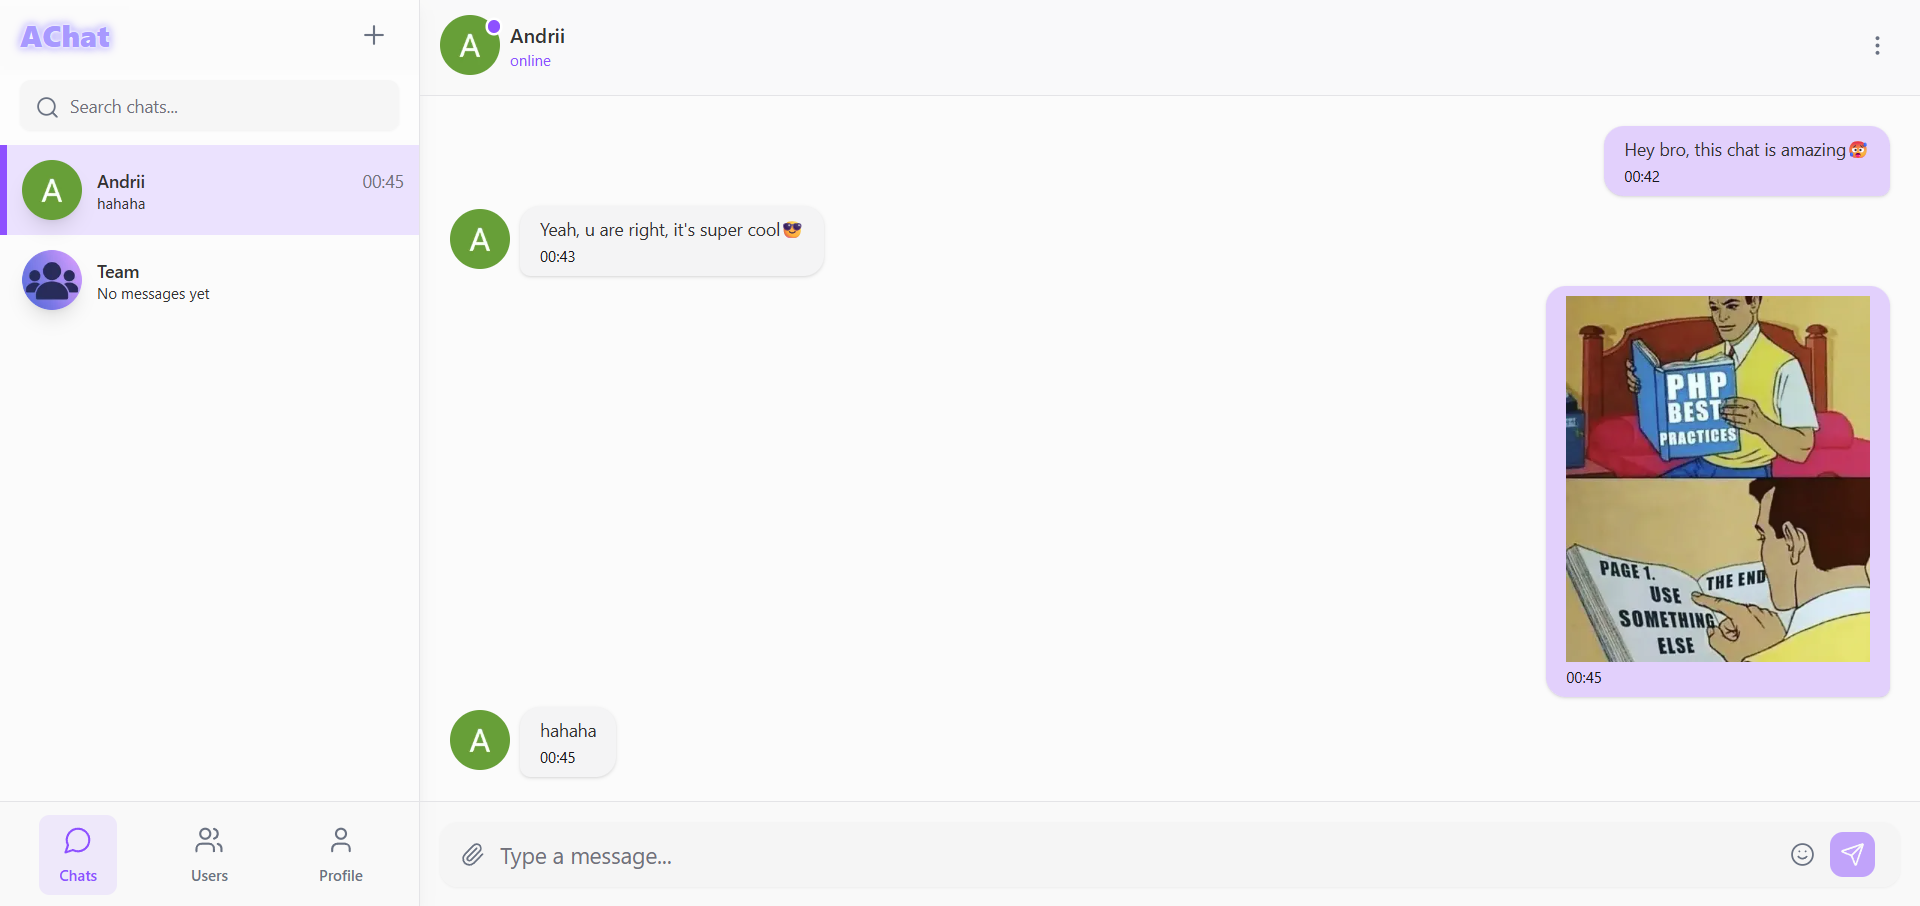 AChat
Search chats...
A
Andrii
00:45
hahaha
Team
No messages yet
Chats
Users
Profile
A
Andrii
online
Hey bro, this chat is amazing🥵
00:42
A
Yeah, u are right, it's super cool😎
00:43
PHP
BEST
PRACTICES
PAGE 1.
USE
SOMETHING
ELSE
THE END
00:45
A
hahaha
00:45
Type a message...